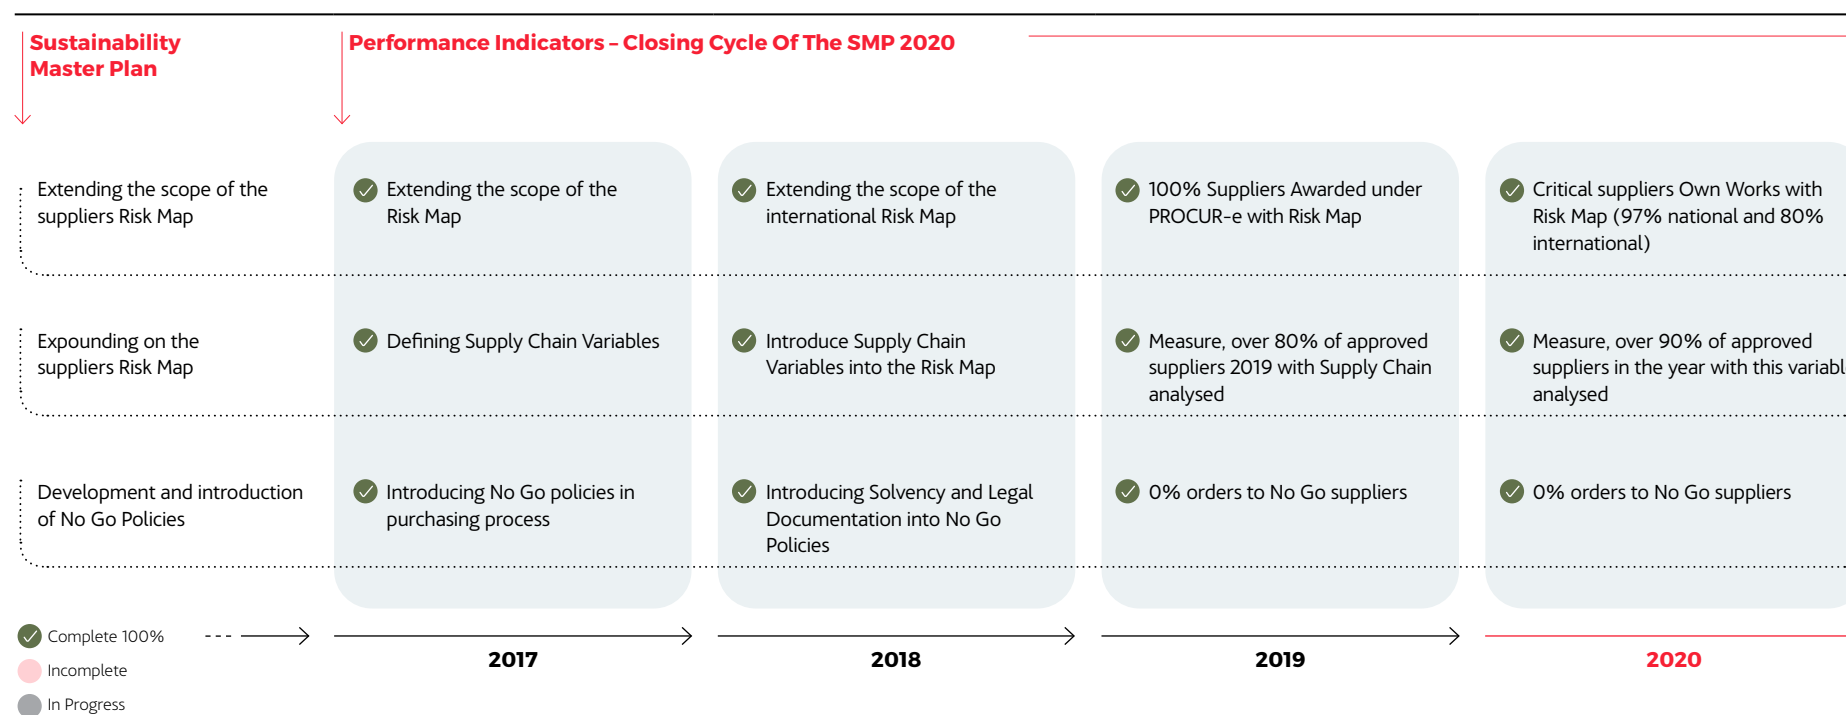 Sustainability
Master Plan
Performance Indicators – Closing Cycle Of The SMP 2020
Extending the scope of the
suppliers Risk Map
Extending the scope of the
Risk Map
Extending the scope of the
international Risk Map
100% Suppliers Awarded under
PROCUR-e with Risk Map
Critical suppliers Own Works with
Risk Map (97% national and 80%
international)
Expounding on the
suppliers Risk Map
Defining Supply Chain Variables
Introduce Supply Chain
Variables into the Risk Map
Measure, over 80% of approved
suppliers 2019 with Supply Chain
analysed
Measure, over 90% of approved
suppliers in the year with this variabl
analysed
Development and introduction
of No Go Policies
Introducing No Go policies in
purchasing process
Introducing Solvency and Legal
Documentation into No Go
Policies
0% orders to No Go suppliers
0% orders to No Go suppliers
Complete 100%
Incomplete
In Progress
2017
2018
2019
2020